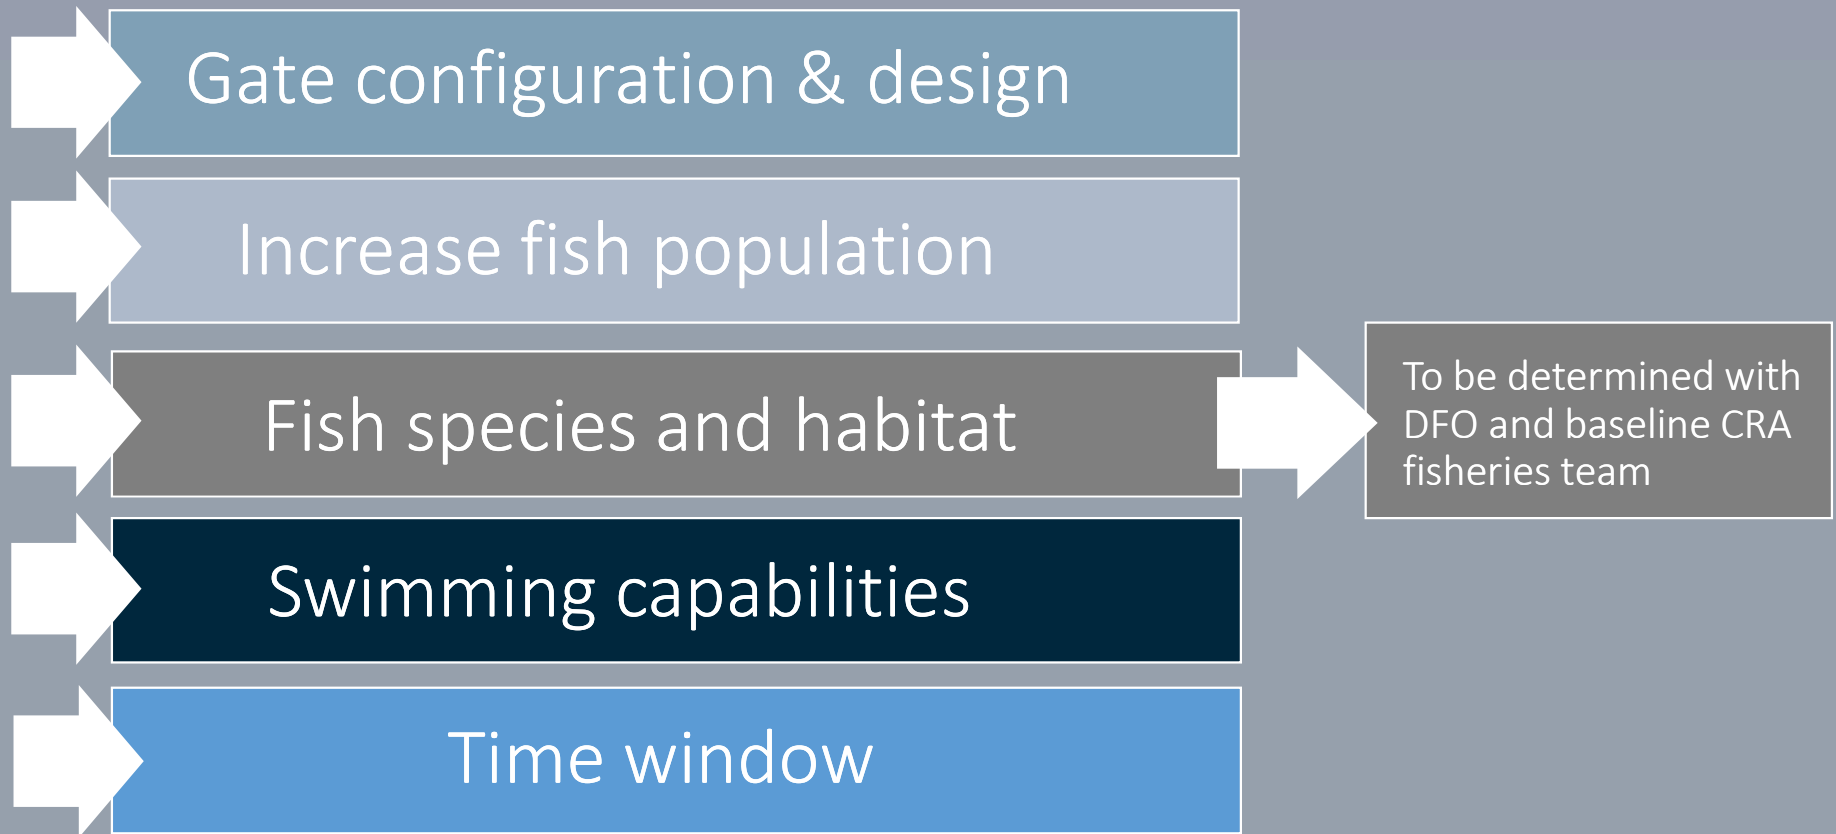 Gate configuration & design
Increase fish population
Fish species and habitat
To be determined with
DFO and baseline CRA
fisheries team
Swimming capabilities
Time window